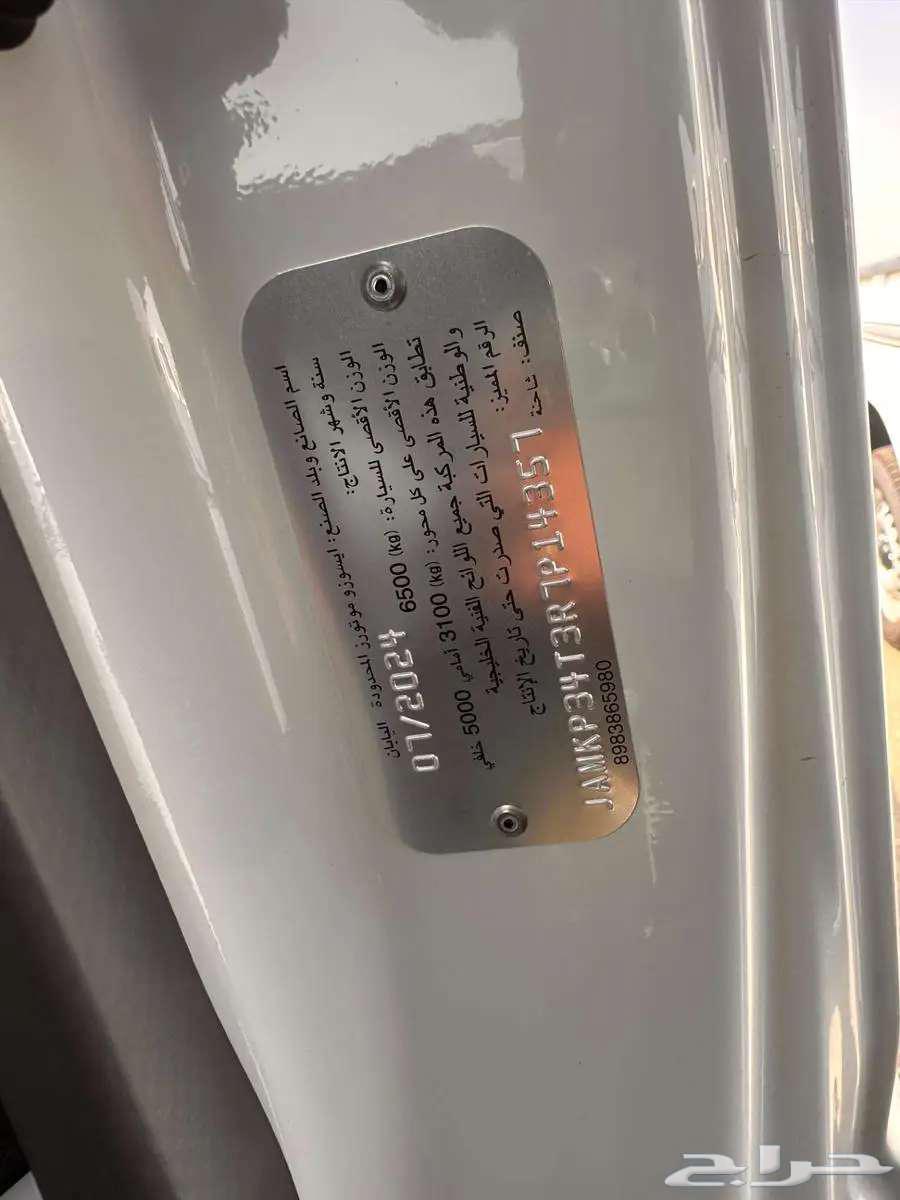 اسم الصانع وبلد الصنع: ايسوزو موتورز المحدودة اليابان
سنة وشهر الانتاج: 07/2024
الوزن الأقصى للسيارة: (kg) 6500
الوزن الأقصى على كل محور: (kg) 3100 أمامي 5000 خلفي
تطابق هذه المركبة جميع اللوائح الفنية الخليجية
والوطنية للسيارات التي صدرت حتى تاريخ الإنتاج
الرقم المميز: JAMKP34T3R7P14357
صنف: شاحنة 8983865980
حراج